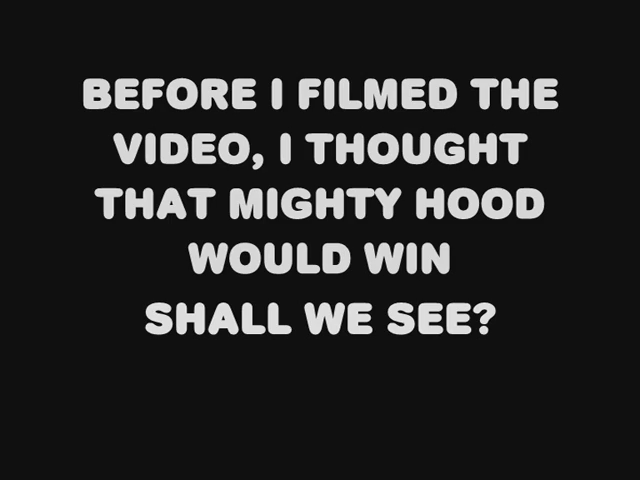 BEFORE I FILMED THE
VIDEO, I THOUGHT
THAT MIGHTY HOOD
WOULD WIN
SHALL WE SEE?